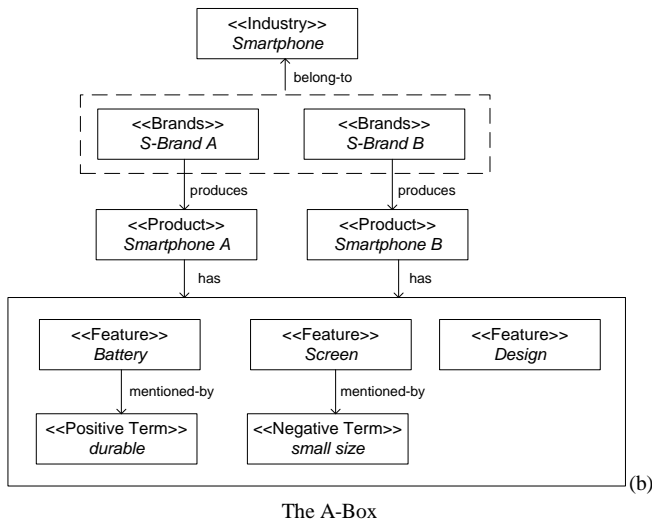 <<Industry>>
Smartphone
belong-to
<<Brands>>
S-Brand A
<<Brands>>
S-Brand B
produces
produces
<<Product>>
Smartphone A
<<Product>>
Smartphone B
has
has
<<Feature>>
Battery
<<Feature>>
Screen
<<Feature>>
Design
mentioned-by
mentioned-by
<<Positive Term>>
durable
<<Negative Term>>
small size
(b)
The A-Box